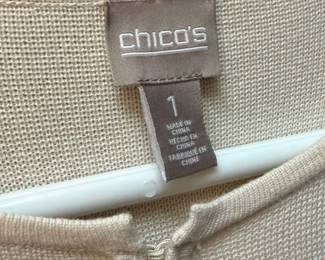 chico's
1
MADE IN
CHINA
HECHO EN
CHINA
FABRIQUÉ EN
CHINE